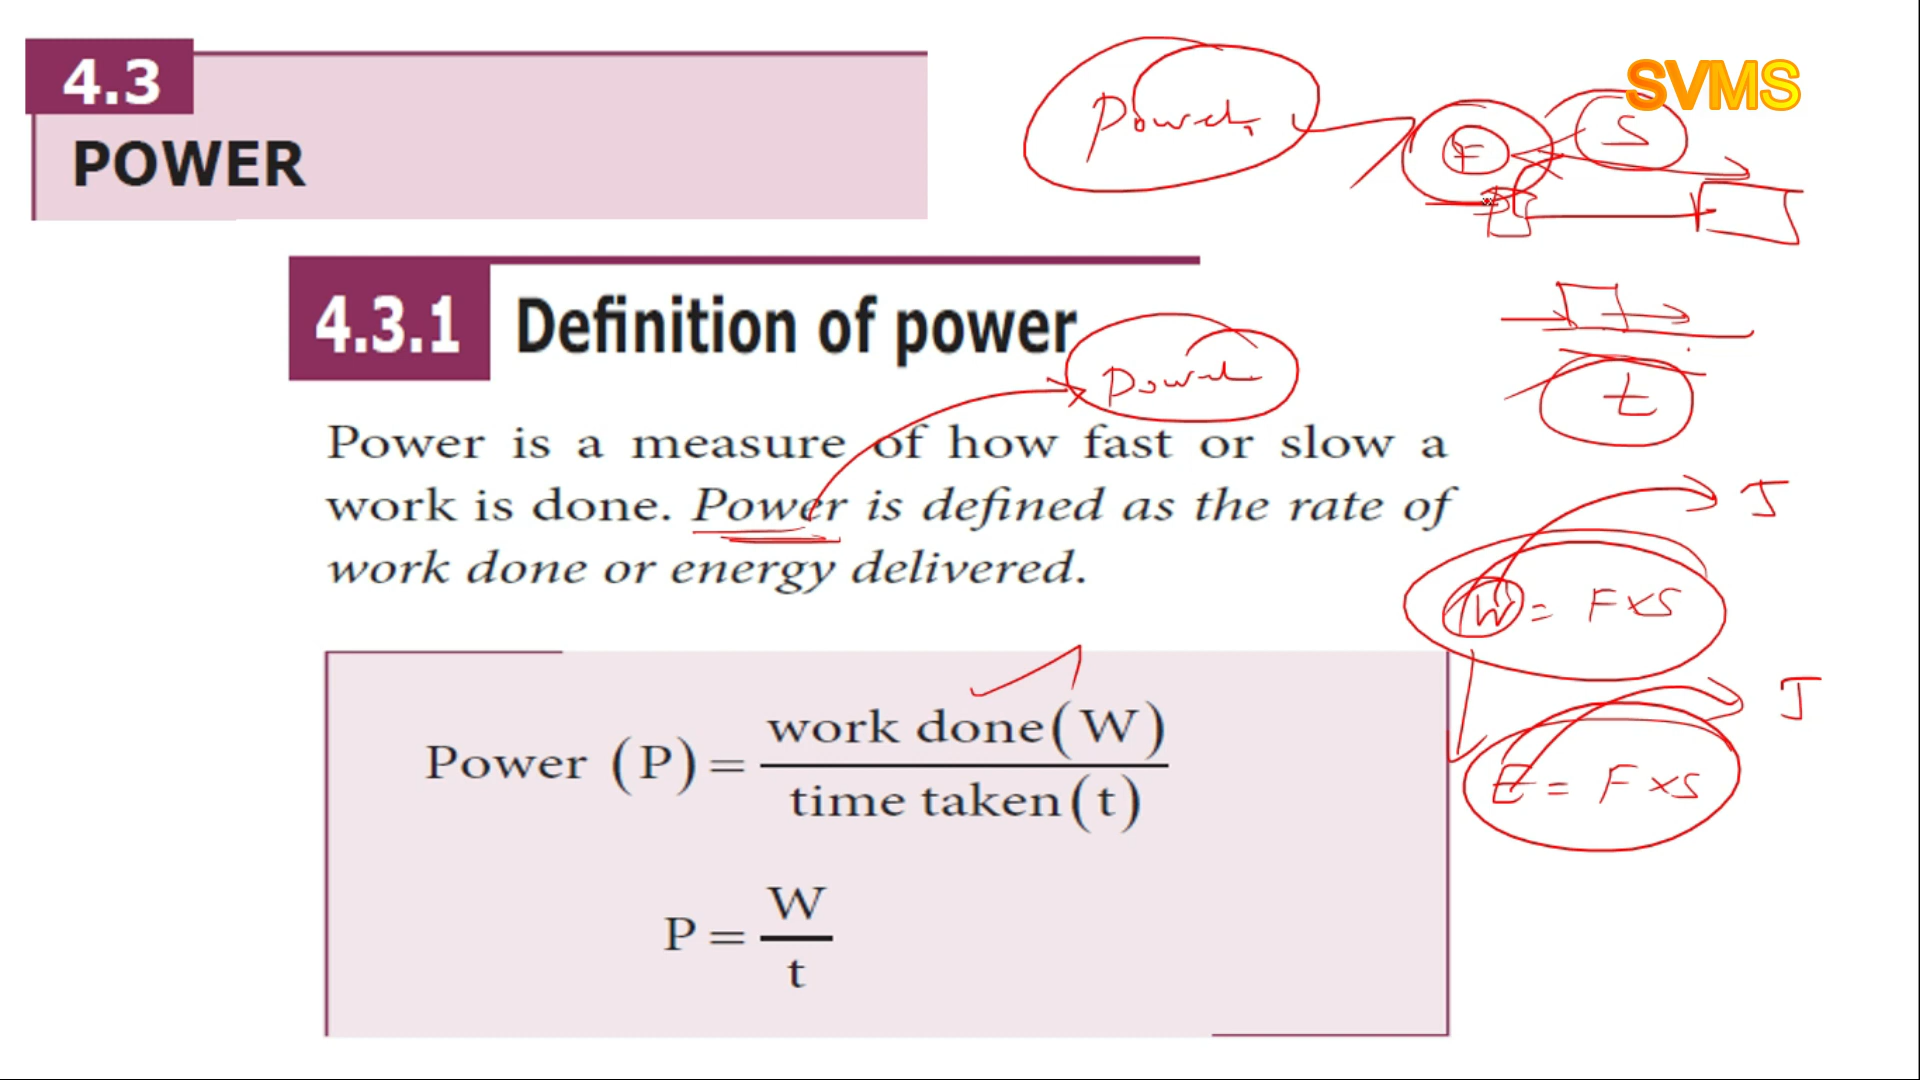 4.3
POWER
SVMS
Power
F
S
4.3.1 Definition of power
Power
t
Power is a measure of how fast or slow a
work is done. Power is defined as the rate of
work done or energy delivered.
J
W = F×S
J
E = F×S
Power (P) = work done(W)
time taken(t)
P = W
t